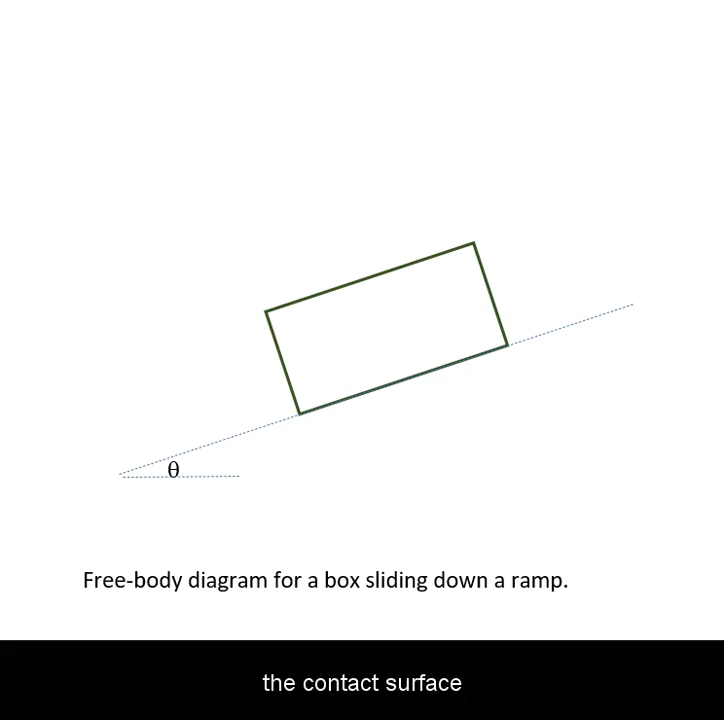 θ
Free-body diagram for a box sliding down a ramp.
the contact surface